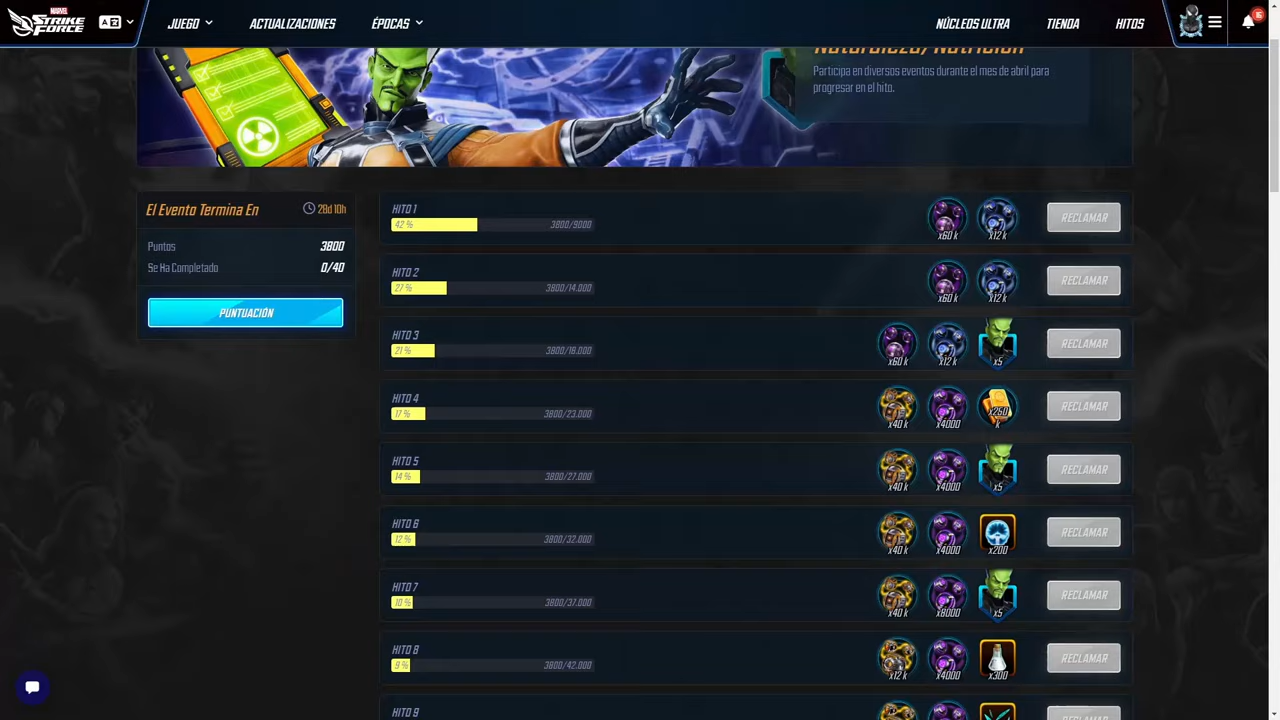 MARVEL
STRIKE
FORCE
JUEGO
ACTUALIZACIONES
ÉPOCAS
NÚCLEOS ULTRA
TIENDA
HITOS
Naturaleza/Nutrición
Participa en diversos eventos durante el mes de abril para
progresar en el hito.
El Evento Termina En
28d 10h
Puntos
3800
Se Ha Completado
0/40
PUNTUACIÓN
HITO 1
42 %
3800/9000
x60 k
x12 k
RECLAMAR
HITO 2
27 %
3800/14.000
x60 k
x12 k
RECLAMAR
HITO 3
21 %
3800/18.000
x60 k
x12 k
x5
RECLAMAR
HITO 4
17 %
3800/23.000
x40 k
x4000
x250
k
RECLAMAR
HITO 5
14 %
3800/27.000
x40 k
x4000
x5
RECLAMAR
HITO 6
12 %
3800/32.000
x40 k
x4000
x200
RECLAMAR
HITO 7
10 %
3800/37.000
x40 k
x8000
x5
RECLAMAR
HITO 8
9 %
3800/42.000
x12 k
x4000
x300
RECLAMAR
HITO 9